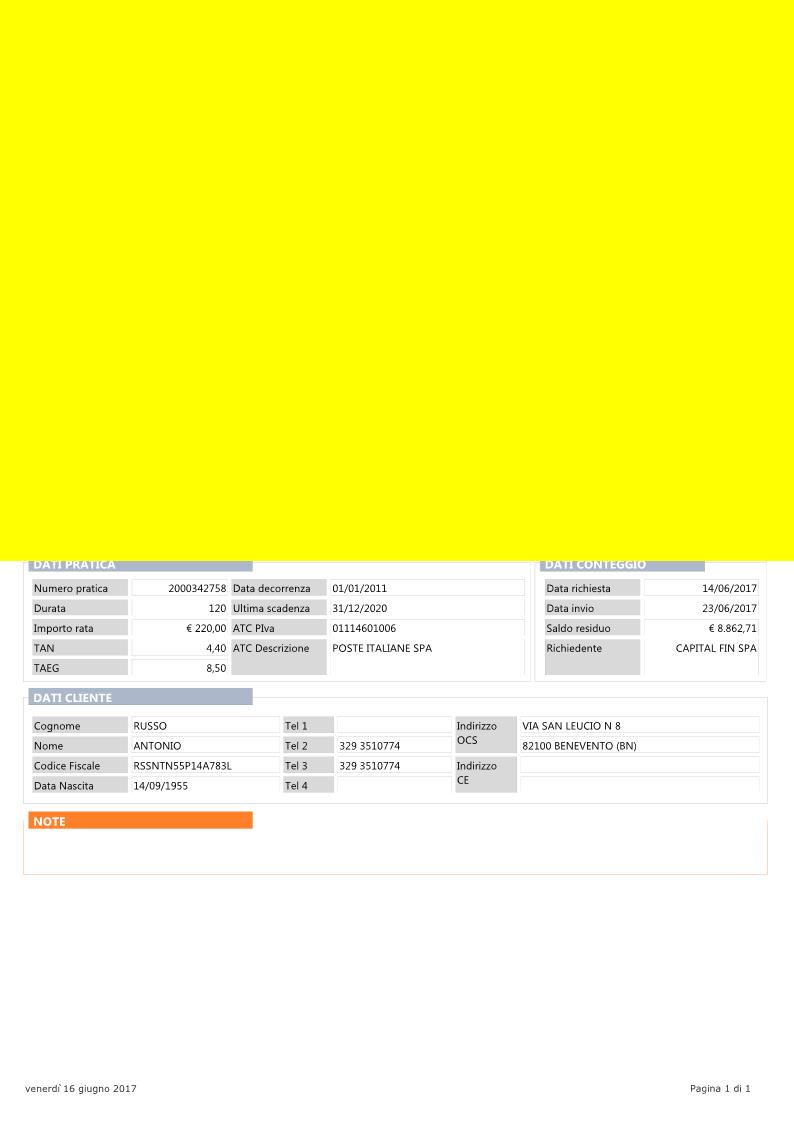 DATI PRATICA DATI CONTEGGIO
Numero pratica 2000342758 Data decorrenza 01/01/2011 Data richiesta 14/06/2017
Durata 120 Ultima scadenza 31/12/2020 Data invio 23/06/2017
Importo rata € 220,00 ATC PIva 01114601006 Saldo residuo € 8.862,71
TAN 4,40 ATC Descrizione POSTE ITALIANE SPA Richiedente CAPITAL FIN SPA
TAEG 8,50
DATI CLIENTE
Cognome RUSSO Tel 1 Indirizzo VIA SAN LEUCIO N 8
OCS
Nome ANTONIO Tel 2 329 3510774 82100 BENEVENTO (BN)
Codice Fiscale RSSNTN55P14A783L Tel 3 329 3510774 Indirizzo
CE
Data Nascita 14/09/1955 Tel 4
NOTE
venerdì 16 giugno 2017 Pagina 1 di 1